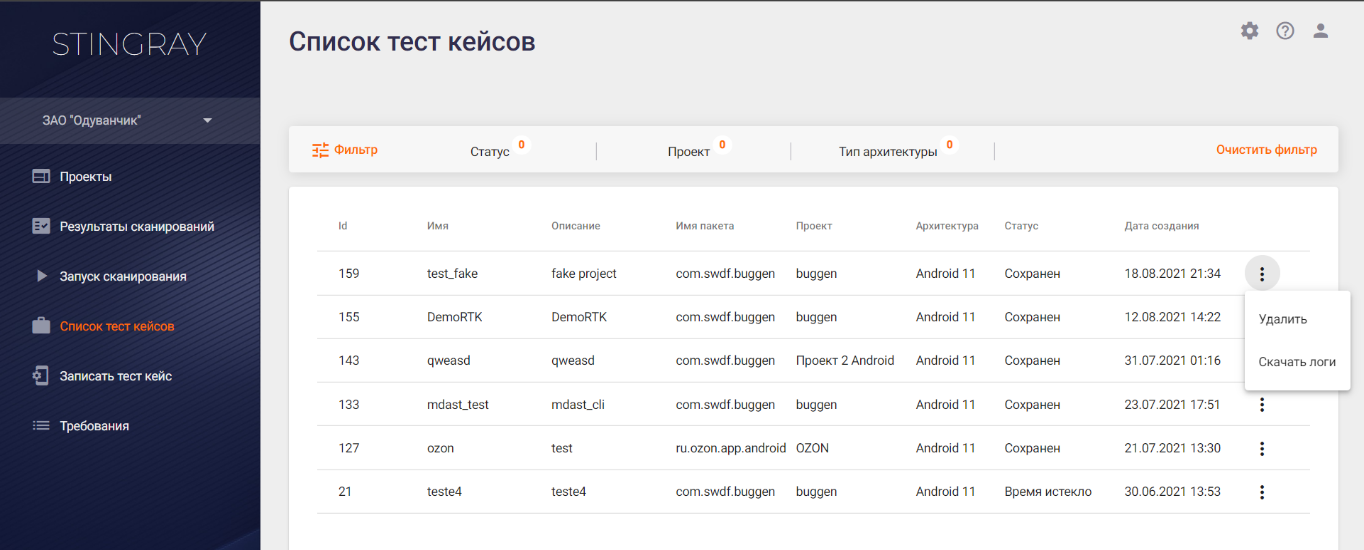 STINGRAY
ЗАО "Одуванчик"
Проекты
Результаты сканирований
Запуск сканирования
Список тест кейсов
Записать тест кейс
Требования
Список тест кейсов
Фильтр Статус 0 Проект 0 Тип архитектуры 0 Очистить фильтр
Id Имя Описание Имя пакета Проект Архитектура Статус Дата создания
159 test_fake fake project com.swdf.buggen buggen Android 11 Сохранен 18.08.2021 21:34
155 DemoRTK DemoRTK com.swdf.buggen buggen Android 11 Сохранен 12.08.2021 14:22
143 qweasd qweasd com.swdf.buggen Проект 2 Android Android 11 Сохранен 31.07.2021 01:16
133 mdast_test mdast_cli com.swdf.buggen buggen Android 11 Сохранен 23.07.2021 17:51
127 ozon test ru.ozon.app.android OZON Android 11 Сохранен 21.07.2021 13:30
21 teste4 teste4 com.swdf.buggen buggen Android 11 Время истекло 30.06.2021 13:53
Удалить
Скачать логи